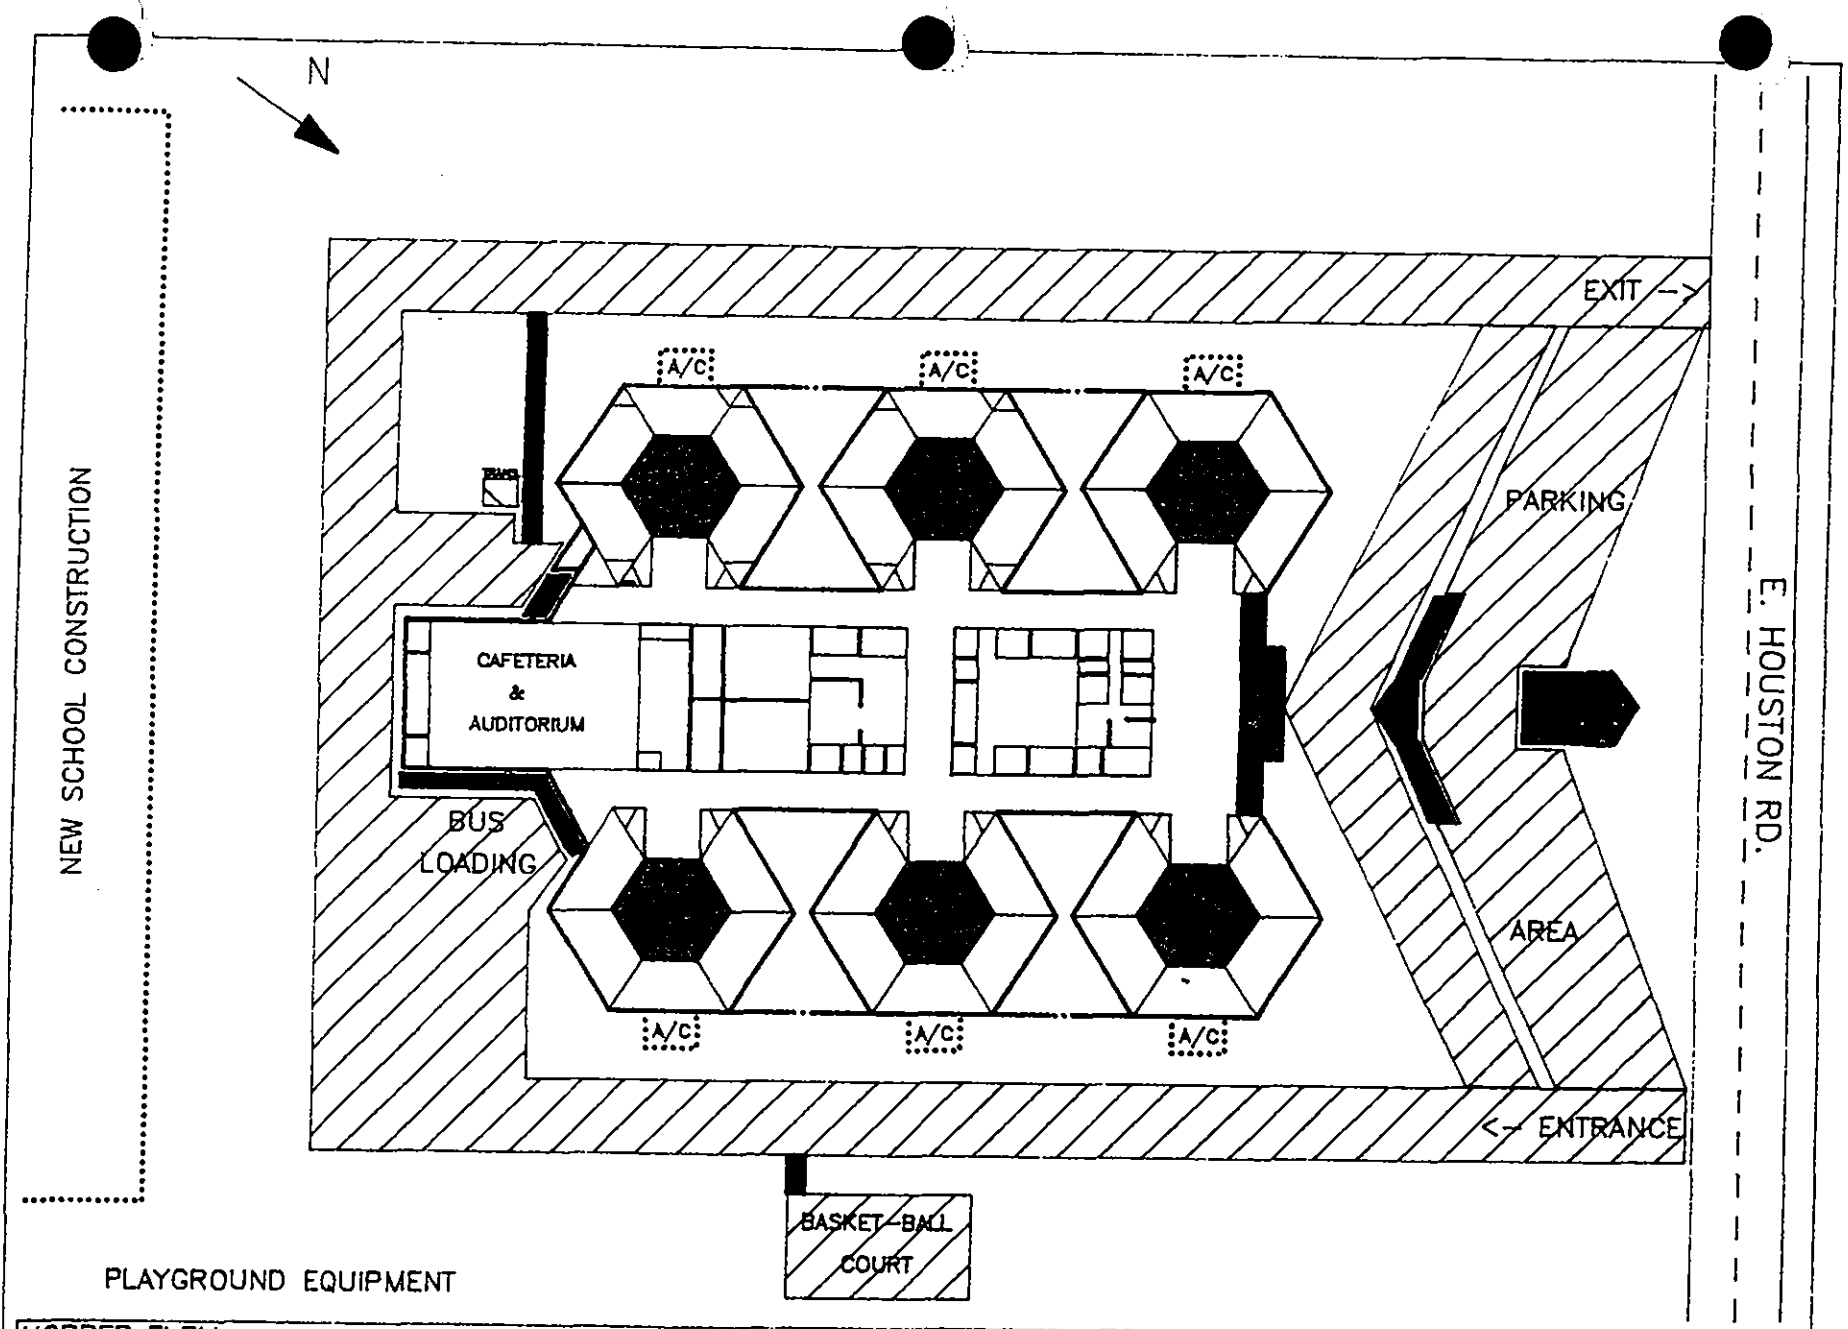 N
EXIT -->
A/C
A/C
A/C
PARKING
NEW SCHOOL CONSTRUCTION
E. HOUSTON RD.
CAFETERIA
&
AUDITORIUM
BUS
LOADING
AREA
A/C
A/C
A/C
<-- ENTRANCE
BASKET-BALL
COURT
PLAYGROUND EQUIPMENT